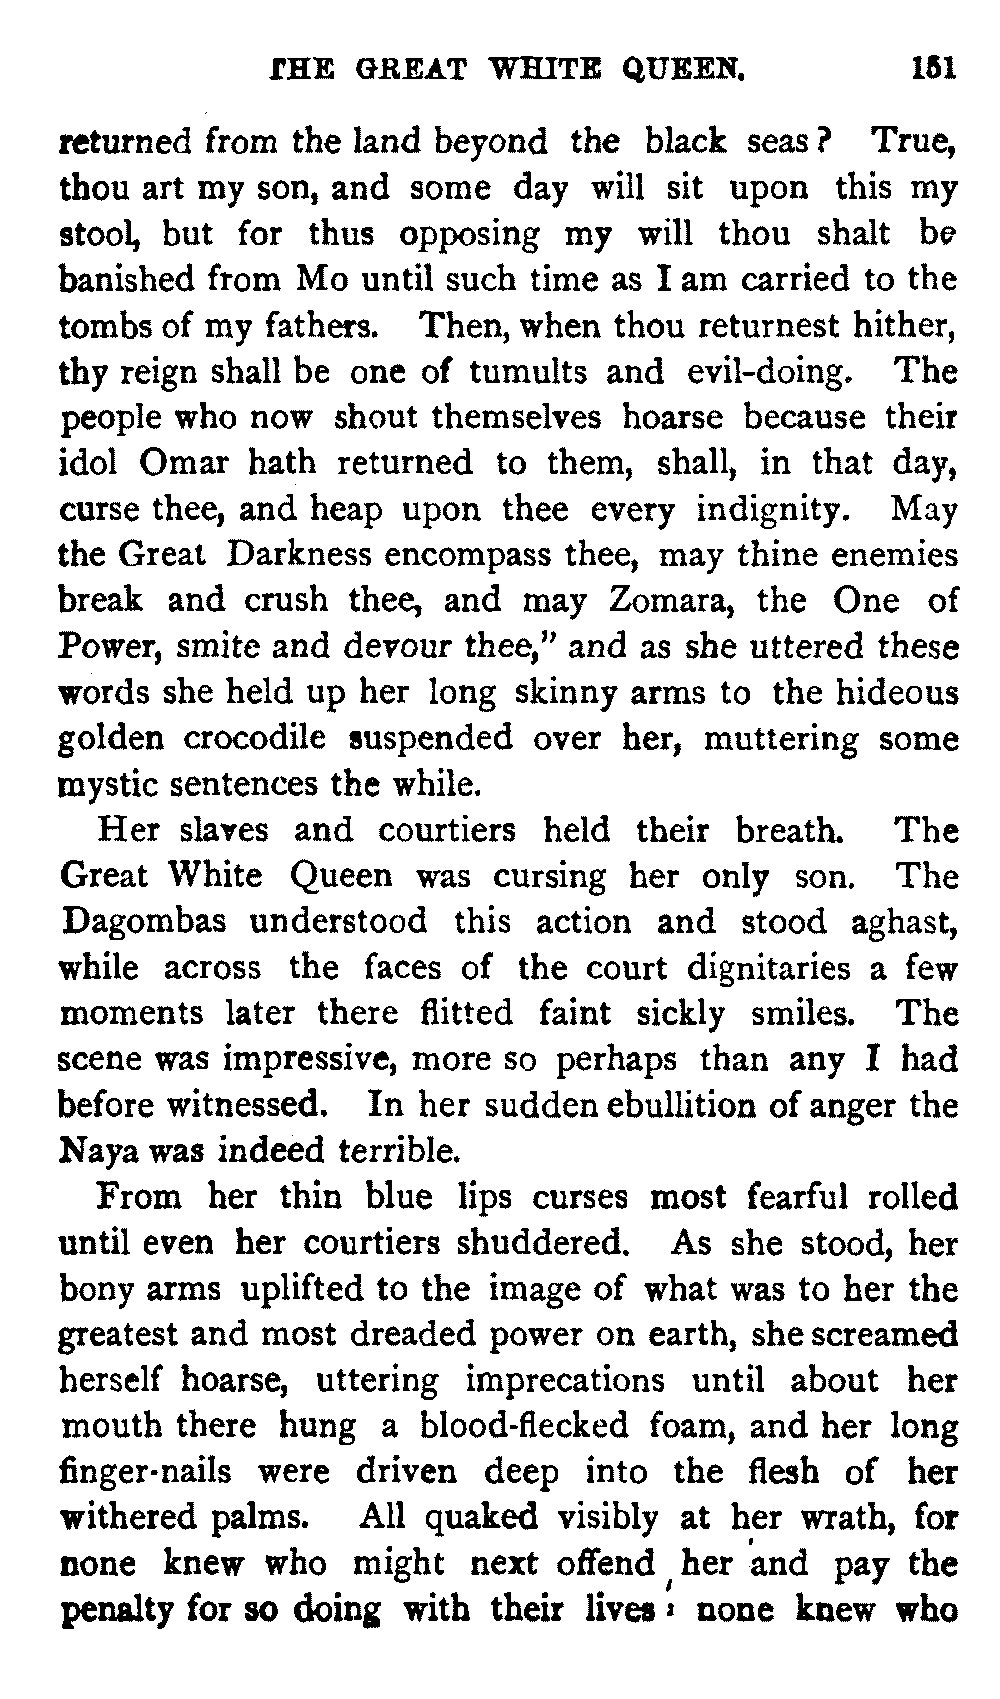 THE GREAT WHITE QUEEN. 151
returned from the land beyond the black seas? True,
thou art my son, and some day will sit upon this my
stool, but for thus opposing my will thou shalt be
banished from Mo until such time as I am carried to the
tombs of my fathers. Then, when thou returnest hither,
thy reign shall be one of tumults and evil-doing. The
people who now shout themselves hoarse because their
idol Omar hath returned to them, shall, in that day,
curse thee, and heap upon thee every indignity. May
the Great Darkness encompass thee, may thine enemies
break and crush thee, and may Zomara, the One of
Power, smite and devour thee," and as she uttered these
words she held up her long skinny arms to the hideous
golden crocodile suspended over her, muttering some
mystic sentences the while.
Her slaves and courtiers held their breath. The
Great White Queen was cursing her only son. The
Dagombas understood this action and stood aghast,
while across the faces of the court dignitaries a few
moments later there flitted faint sickly smiles. The
scene was impressive, more so perhaps than any I had
before witnessed. In her sudden ebullition of anger the
Naya was indeed terrible.
From her thin blue lips curses most fearful rolled
until even her courtiers shuddered. As she stood, her
bony arms uplifted to the image of what was to her the
greatest and most dreaded power on earth, she screamed
herself hoarse, uttering imprecations until about her
mouth there hung a blood-flecked foam, and her long
finger-nails were driven deep into the flesh of her
withered palms. All quaked visibly at her wrath, for
none knew who might next offend her and pay the
penalty for so doing with their lives; none knew who